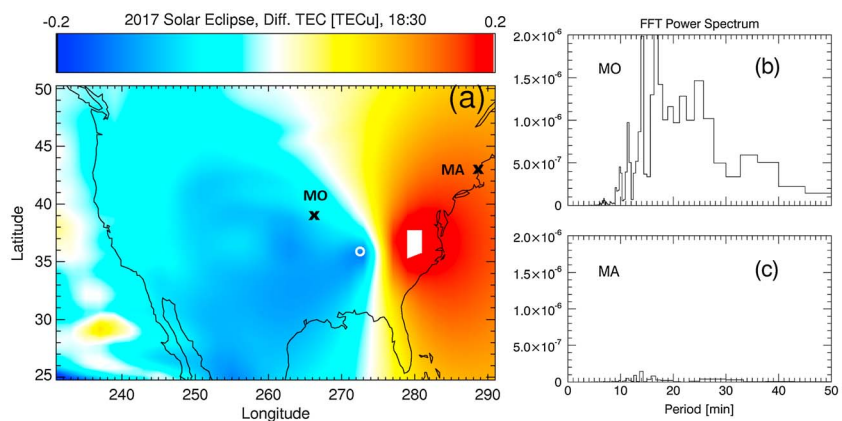 -0.2 2017 Solar Eclipse, Diff. TEC [TECu], 18:30 0.2
(a)
50
45
40
35
30
25
Latitude
MO
MA
240 250 260 270 280 290
Longitude
FFT Power Spectrum
2.0×10⁻⁶
1.5×10⁻⁶
1.0×10⁻⁶
5.0×10⁻⁷
0
MO
(b)
2.0×10⁻⁶
1.5×10⁻⁶
1.0×10⁻⁶
5.0×10⁻⁷
0
MA
(c)
0 10 20 30 40 50
Period [min]